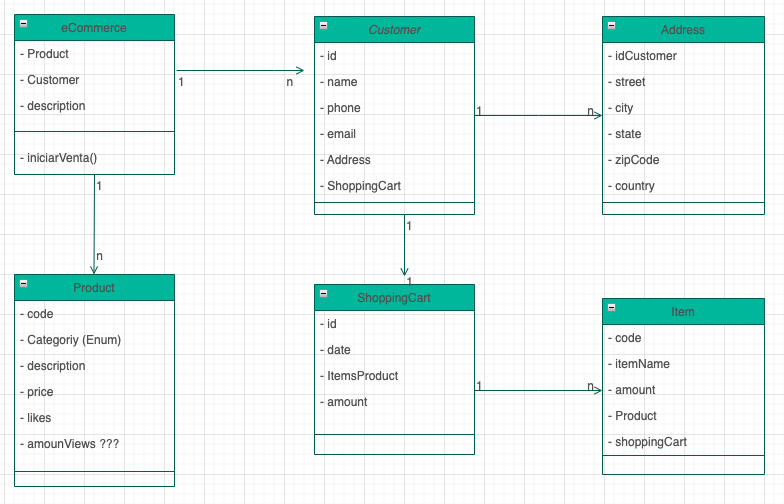 eCommerce
- Product
- Customer
- description
- iniciarVenta()
1
n
1
n
Customer
- id
- name
- phone
- email
- Address
- ShoppingCart
1
n
1
1
Address
- idCustomer
- street
- city
- state
- zipCode
- country
Product
- code
- Categoriy (Enum)
- description
- price
- likes
- amounViews ???
ShoppingCart
- id
- date
- ItemsProduct
- amount
1
n
Item
- code
- itemName
- amount
- Product
- shoppingCart